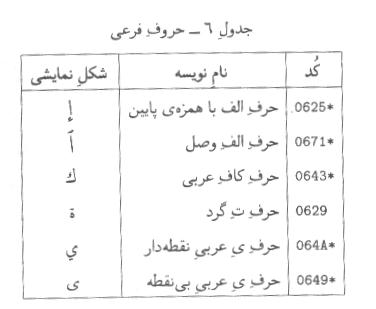 جدولِ ۶ ــ حروفِ فرعی
کُد نامِ نویسه شکلِ نمایشی
0625* حرفِ الف با همزه‌ی پایین إ
0671* حرفِ الفِ وصل ٱ
0643* حرفِ کافِ عربی ك
0629 حرفِ تِ گرد ة
064A* حرفِ یِ عربیِ نقطه‌دار ي
0649* حرفِ یِ عربیِ بی‌نقطه ى